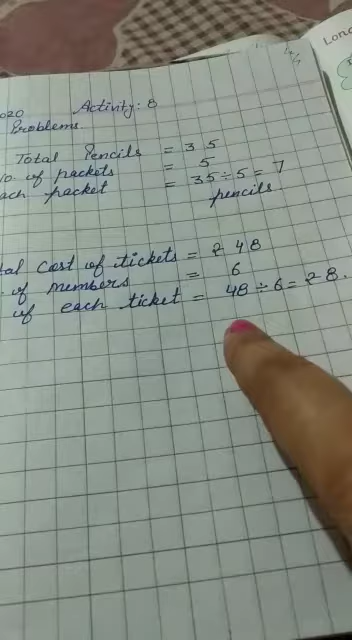 020 Activity: 8
Problems
Total Pencils = 35
o. of packets = 5
ach packet = 35÷5=7
pencils
tal cost of tickets = ₹48
of members = 6
of each ticket = 48÷6=₹8.